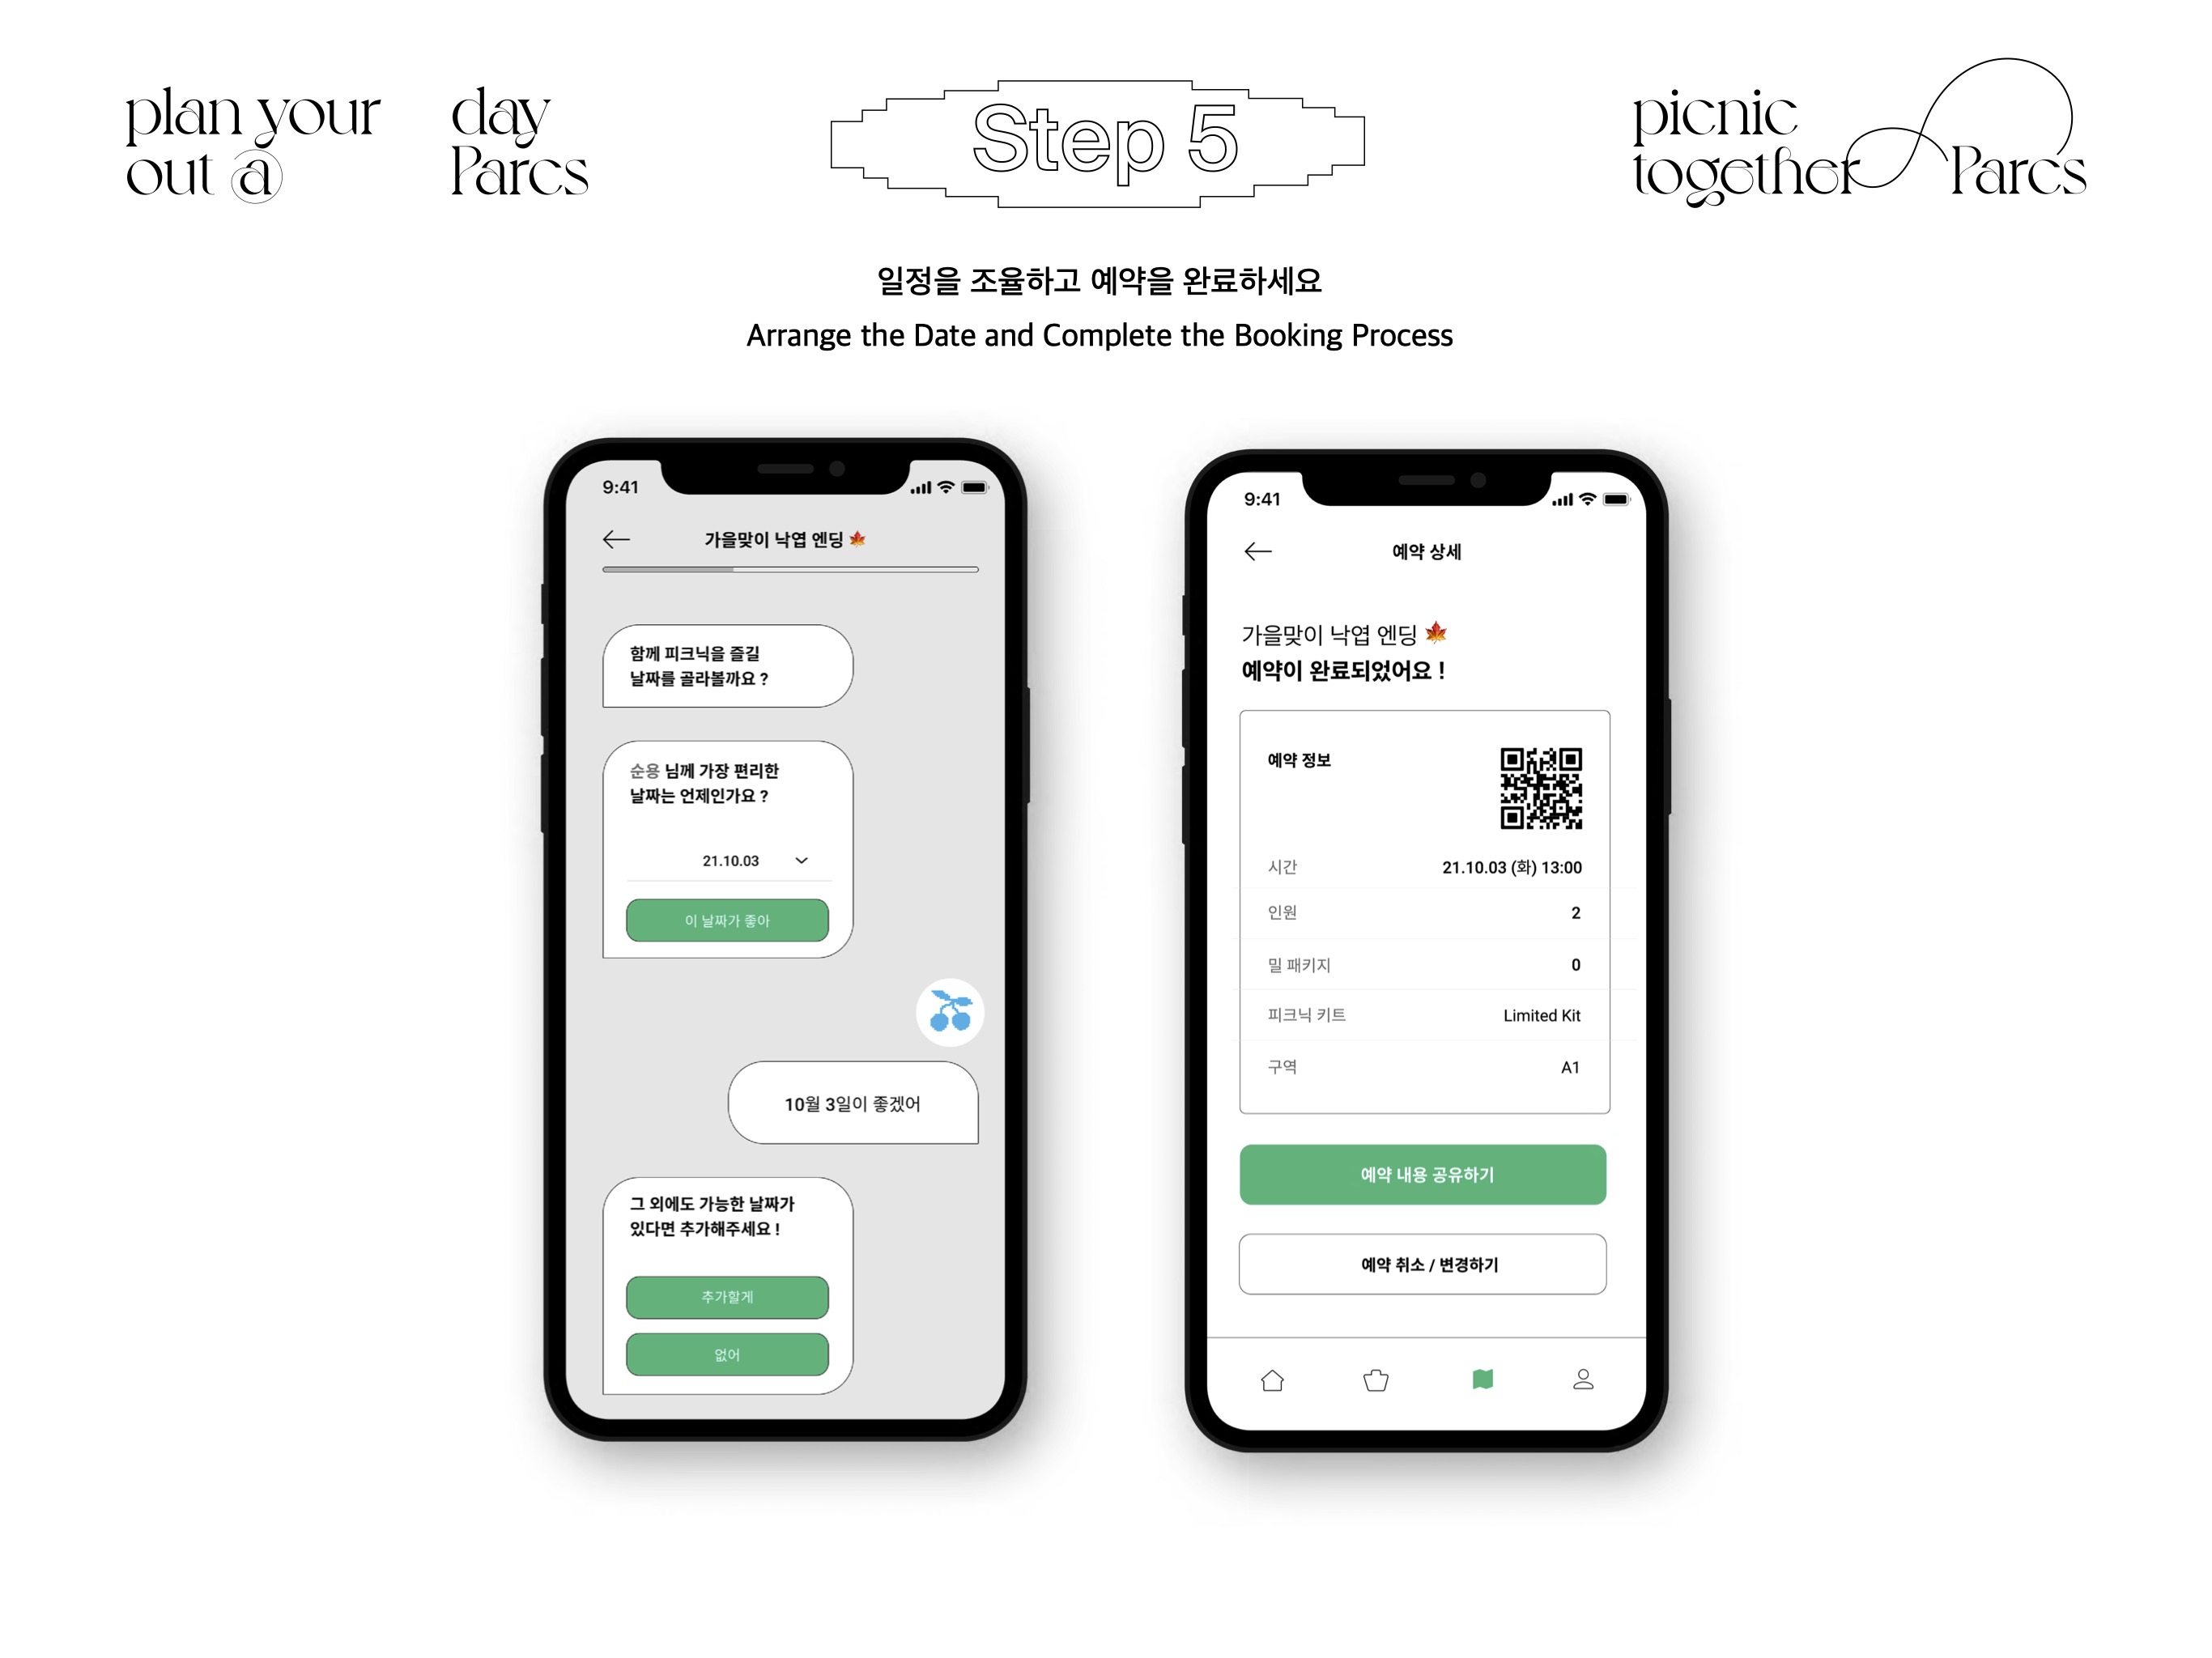 plan your day
out @ Parcs
Step 5
picnic
together Parcs
일정을 조율하고 예약을 완료하세요
Arrange the Date and Complete the Booking Process
9:41
가을맞이 낙엽 엔딩 🍁
함께 피크닉을 즐길
날짜를 골라볼까요 ?
순용 님께 가장 편리한
날짜는 언제인가요 ?
21.10.03
이 날짜가 좋아
10월 3일이 좋겠어
그 외에도 가능한 날짜가
있다면 추가해주세요 !
추가할게
없어
9:41
예약 상세
가을맞이 낙엽 엔딩 🍁
예약이 완료되었어요 !
예약 정보
시간 21.10.03 (화) 13:00
인원 2
밀 패키지 0
피크닉 키트 Limited Kit
구역 A1
예약 내용 공유하기
예약 취소 / 변경하기